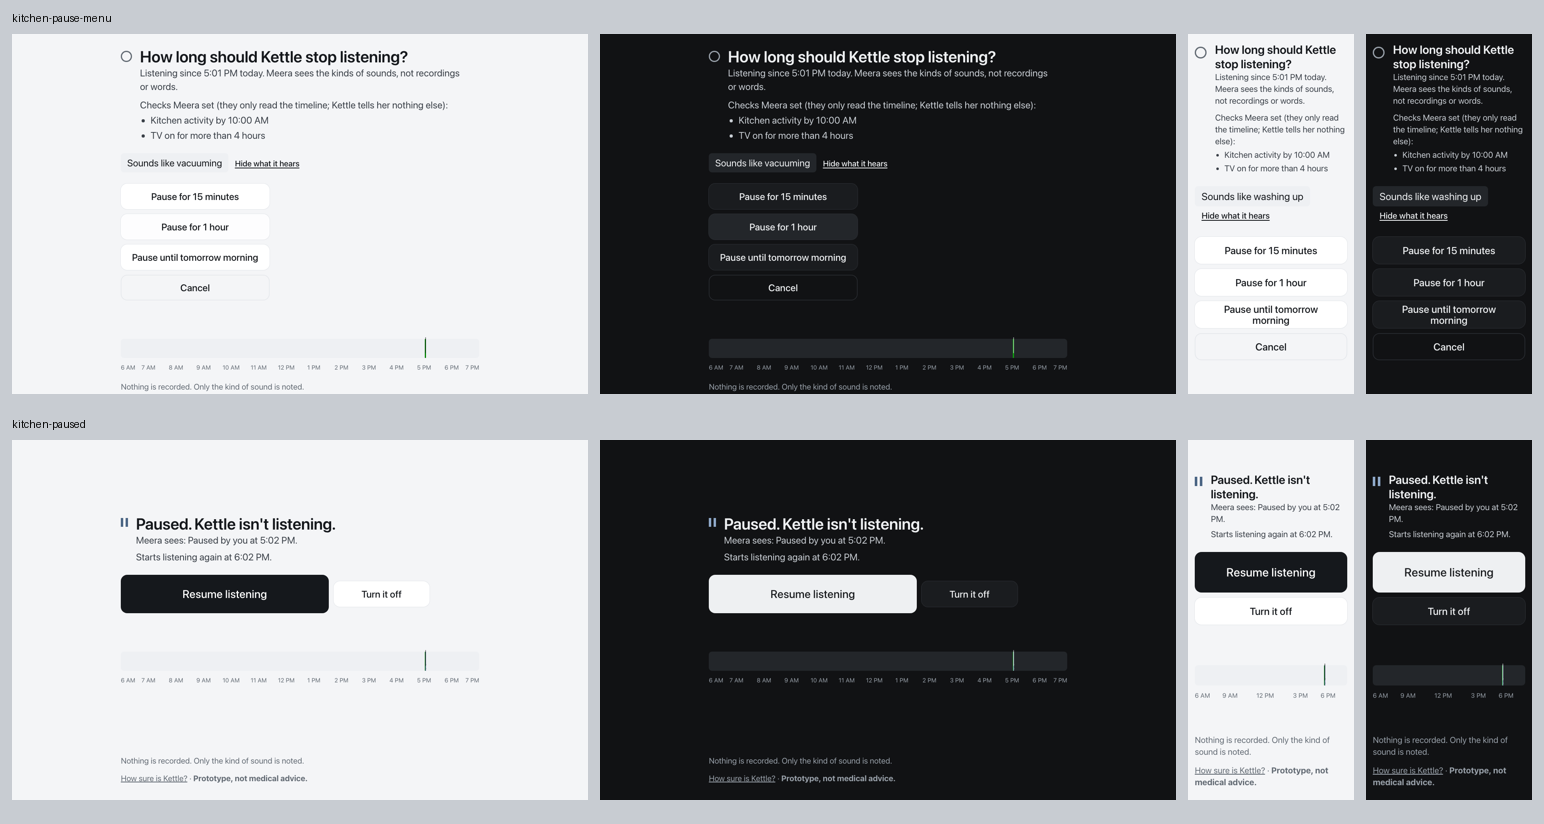 kitchen-pause-menu
How long should Kettle stop listening?
Listening since 5:01 PM today. Meera sees the kinds of sounds, not recordings
or words.
Checks Meera set (they only read the timeline; Kettle tells her nothing else):
• Kitchen activity by 10:00 AM
• TV on for more than 4 hours
Sounds like vacuuming Hide what it hears
Pause for 15 minutes
Pause for 1 hour
Pause until tomorrow morning
Cancel
6 AM 7 AM 8 AM 9 AM 10 AM 11 AM 12 PM 1 PM 2 PM 3 PM 4 PM 5 PM 6 PM 7 PM
Nothing is recorded. Only the kind of sound is noted.
How long should Kettle stop listening?
Listening since 5:01 PM today. Meera sees the kinds of sounds, not recordings
or words.
Checks Meera set (they only read the timeline; Kettle tells her nothing else):
• Kitchen activity by 10:00 AM
• TV on for more than 4 hours
Sounds like vacuuming Hide what it hears
Pause for 15 minutes
Pause for 1 hour
Pause until tomorrow morning
Cancel
6 AM 7 AM 8 AM 9 AM 10 AM 11 AM 12 PM 1 PM 2 PM 3 PM 4 PM 5 PM 6 PM 7 PM
Nothing is recorded. Only the kind of sound is noted.
How long should Kettle
stop listening?
Listening since 5:01 PM today.
Meera sees the kinds of sounds,
not recordings or words.
Checks Meera set (they only read
the timeline; Kettle tells her nothing
else):
• Kitchen activity by 10:00 AM
• TV on for more than 4 hours
Sounds like washing up
Hide what it hears
Pause for 15 minutes
Pause for 1 hour
Pause until tomorrow
morning
Cancel
How long should Kettle
stop listening?
Listening since 5:01 PM today.
Meera sees the kinds of sounds,
not recordings or words.
Checks Meera set (they only read
the timeline; Kettle tells her nothing
else):
• Kitchen activity by 10:00 AM
• TV on for more than 4 hours
Sounds like washing up
Hide what it hears
Pause for 15 minutes
Pause for 1 hour
Pause until tomorrow
morning
Cancel
kitchen-paused
Paused. Kettle isn't listening.
Meera sees: Paused by you at 5:02 PM.
Starts listening again at 6:02 PM.
Resume listening Turn it off
6 AM 7 AM 8 AM 9 AM 10 AM 11 AM 12 PM 1 PM 2 PM 3 PM 4 PM 5 PM 6 PM 7 PM
Nothing is recorded. Only the kind of sound is noted.
How sure is Kettle? · Prototype, not medical advice.
Paused. Kettle isn't listening.
Meera sees: Paused by you at 5:02 PM.
Starts listening again at 6:02 PM.
Resume listening Turn it off
6 AM 7 AM 8 AM 9 AM 10 AM 11 AM 12 PM 1 PM 2 PM 3 PM 4 PM 5 PM 6 PM 7 PM
Nothing is recorded. Only the kind of sound is noted.
How sure is Kettle? · Prototype, not medical advice.
Paused. Kettle isn't
listening.
Meera sees: Paused by you at 5:02
PM.
Starts listening again at 6:02 PM.
Resume listening
Turn it off
6 AM 9 AM 12 PM 3 PM 6 PM
Nothing is recorded. Only the kind of
sound is noted.
How sure is Kettle? · Prototype, not
medical advice.
Paused. Kettle isn't
listening.
Meera sees: Paused by you at 5:02
PM.
Starts listening again at 6:02 PM.
Resume listening
Turn it off
6 AM 9 AM 12 PM 3 PM 6 PM
Nothing is recorded. Only the kind of
sound is noted.
How sure is Kettle? · Prototype, not
medical advice.